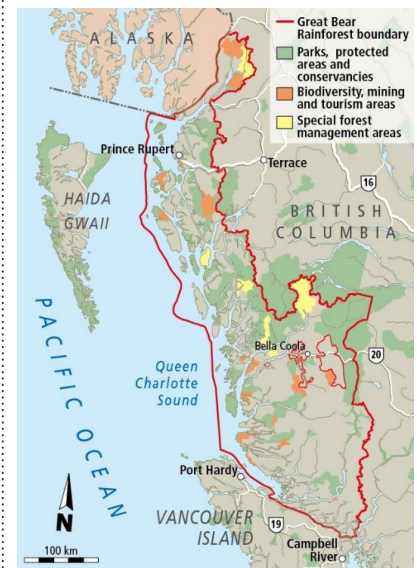 ALASKA
Great Bear
Rainforest boundary
Parks, protected
areas and
conservancies
Biodiversity, mining
and tourism areas
Special forest
management areas
Prince Rupert
Terrace
16
HAIDA
GWAII
BRITISH
COLUMBIA
PACIFIC OCEAN
Queen
Charlotte
Sound
Bella Coola
20
Port Hardy
N
VANCOUVER
ISLAND
19
Campbell
River
100 km